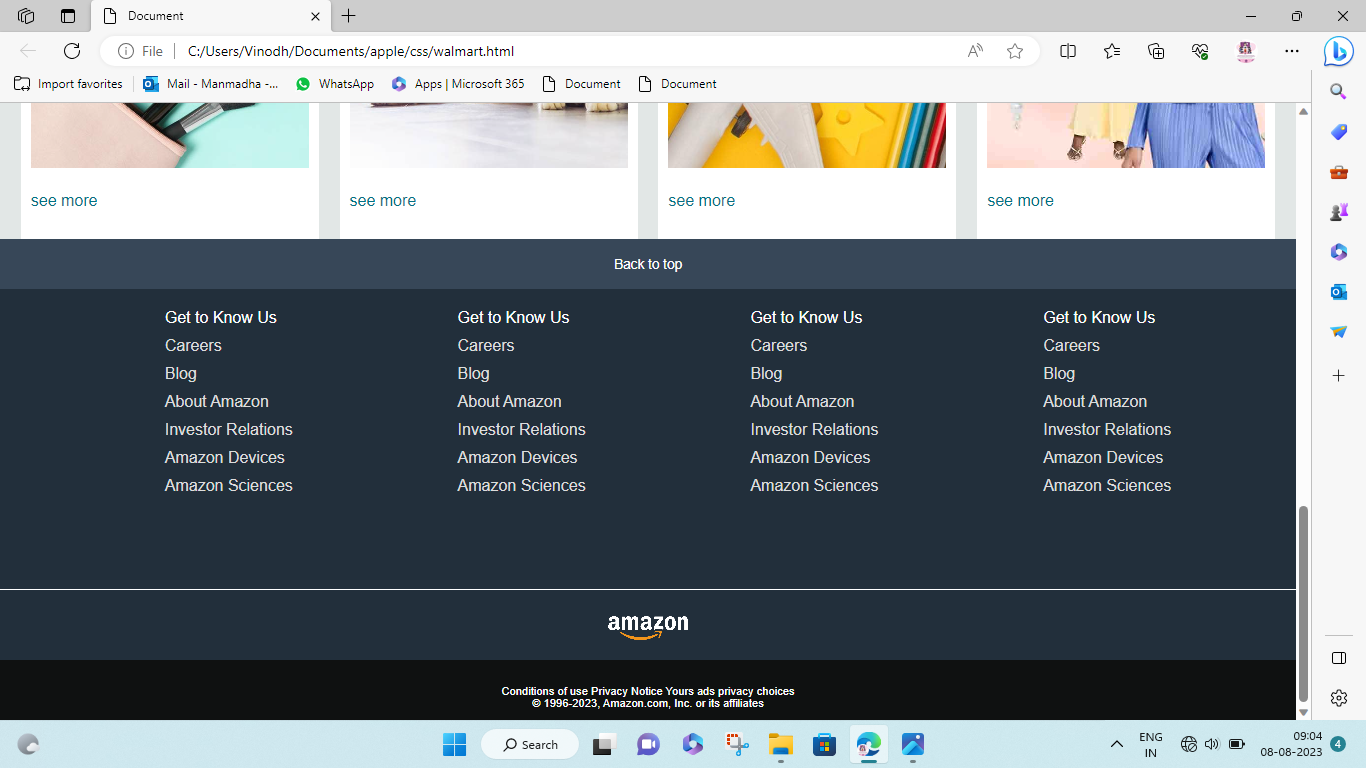 Document
File
C:/Users/Vinodh/Documents/apple/css/walmart.html
Import favorites
Mail - Manmadha -...
WhatsApp
Apps | Microsoft 365
Document
Document
see more
see more
see more
see more
Back to top
Get to Know Us
Careers
Blog
About Amazon
Investor Relations
Amazon Devices
Amazon Sciences
Get to Know Us
Careers
Blog
About Amazon
Investor Relations
Amazon Devices
Amazon Sciences
Get to Know Us
Careers
Blog
About Amazon
Investor Relations
Amazon Devices
Amazon Sciences
Get to Know Us
Careers
Blog
About Amazon
Investor Relations
Amazon Devices
Amazon Sciences
amazon
Conditions of use Privacy Notice Yours ads privacy choices
© 1996-2023, Amazon.com, Inc. or its affiliates
Search
ENG
IN
09:04
08-08-2023
4